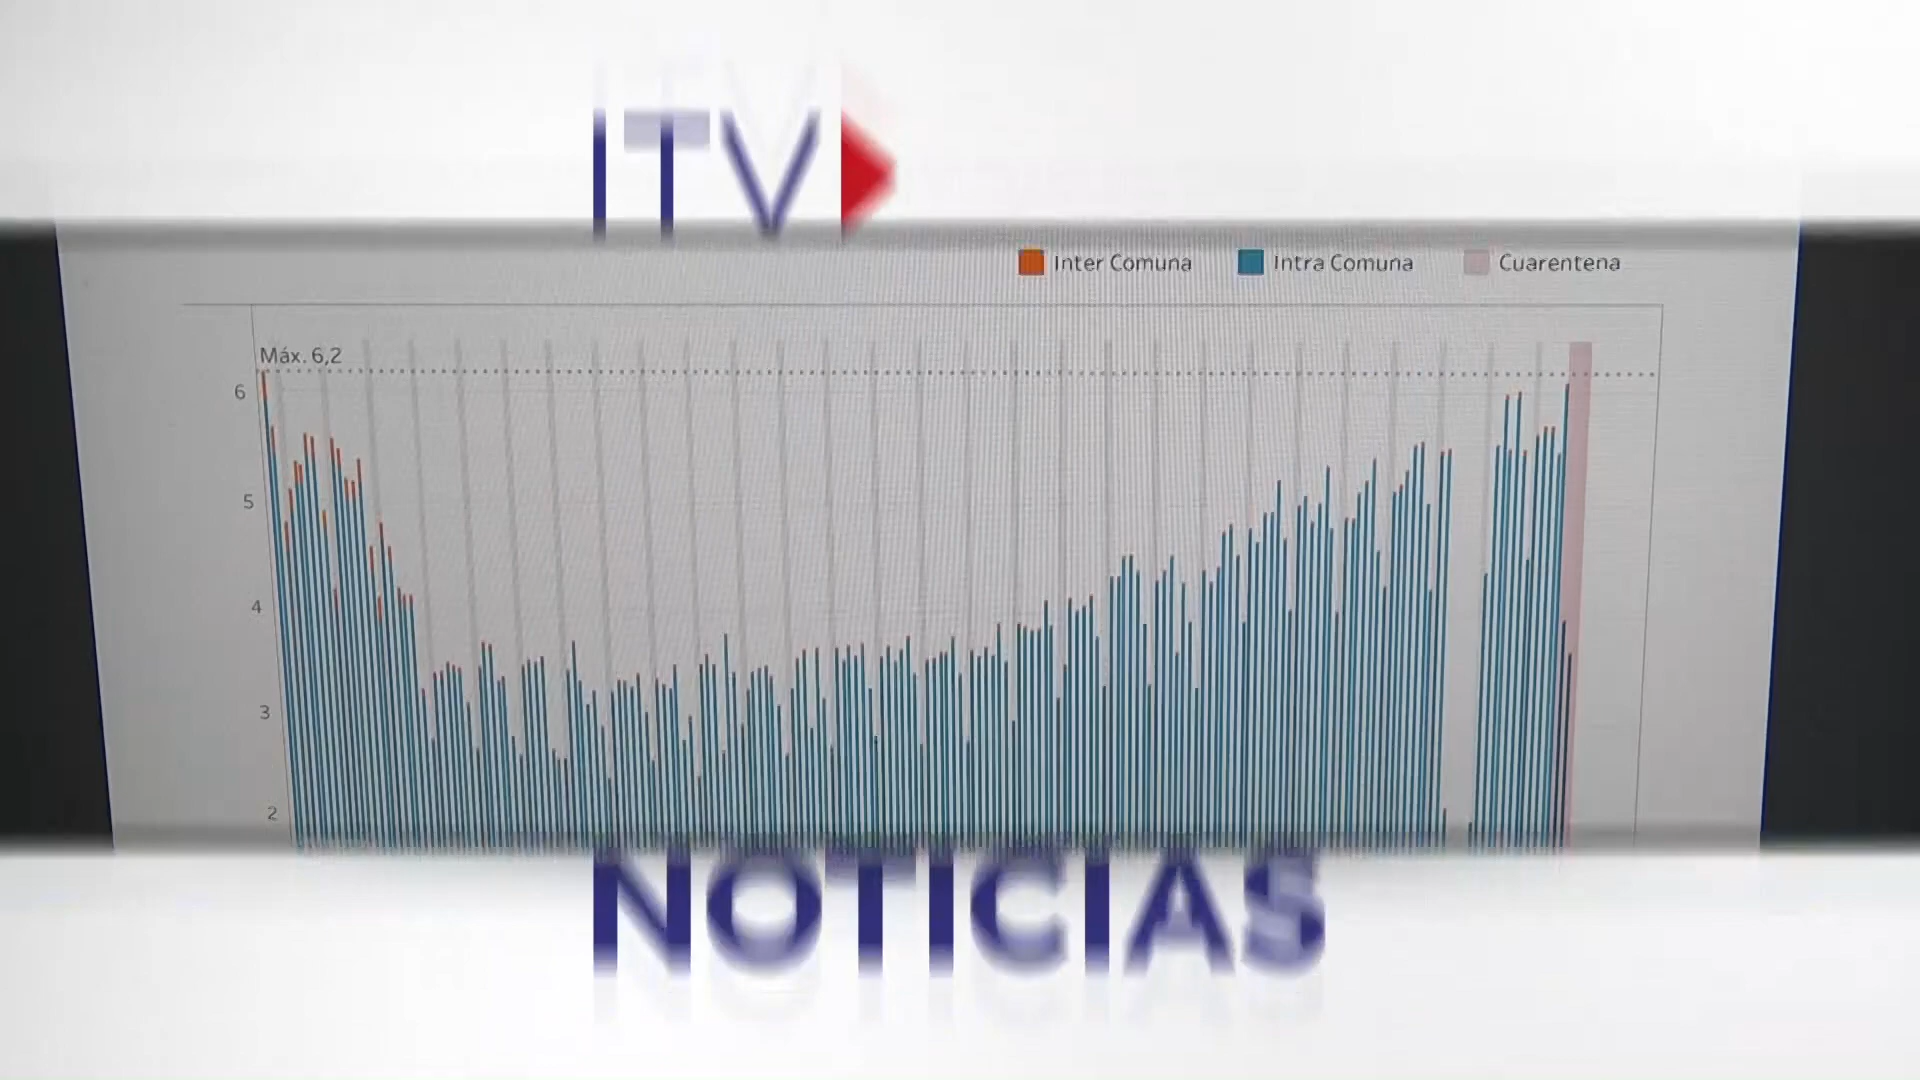 ITV
Inter Comuna
Intra Comuna
Cuarentena
Máx. 6,2
6
5
4
3
2
NOTICIAS